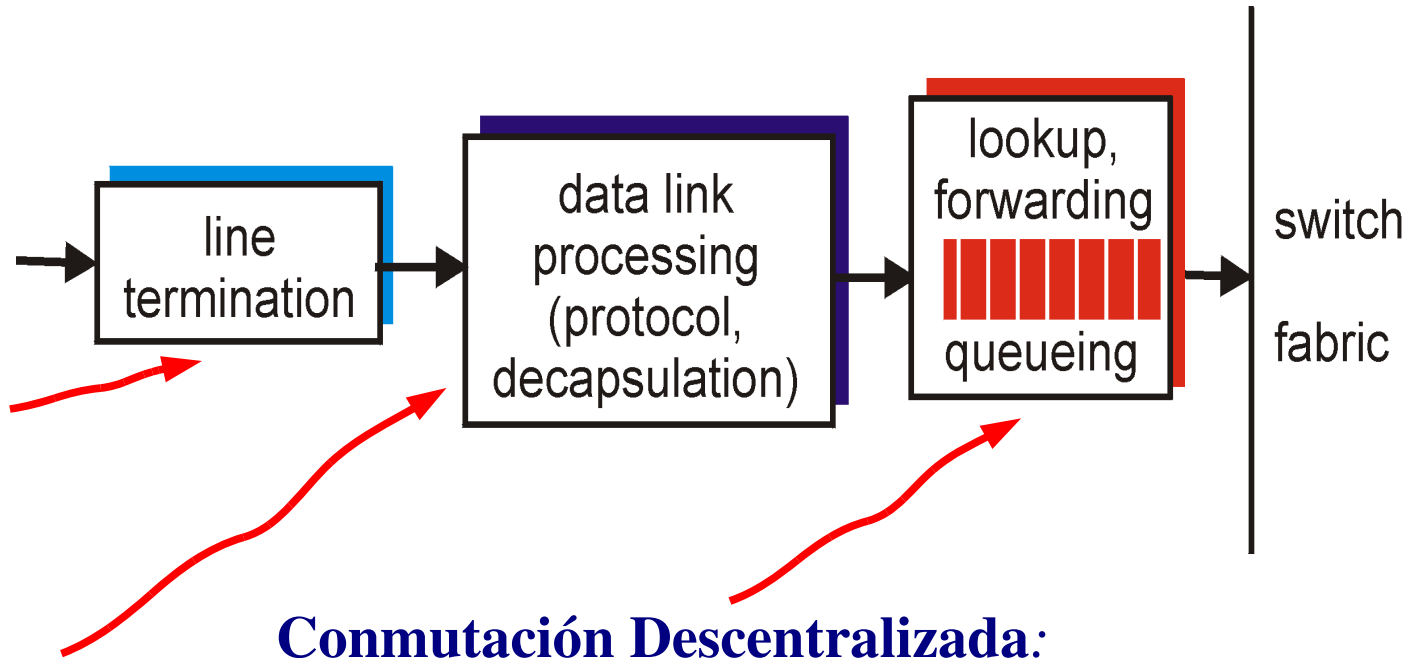 line
termination
data link
processing
(protocol,
decapsulation)
lookup,
forwarding
queueing
switch
fabric
Conmutación Descentralizada: